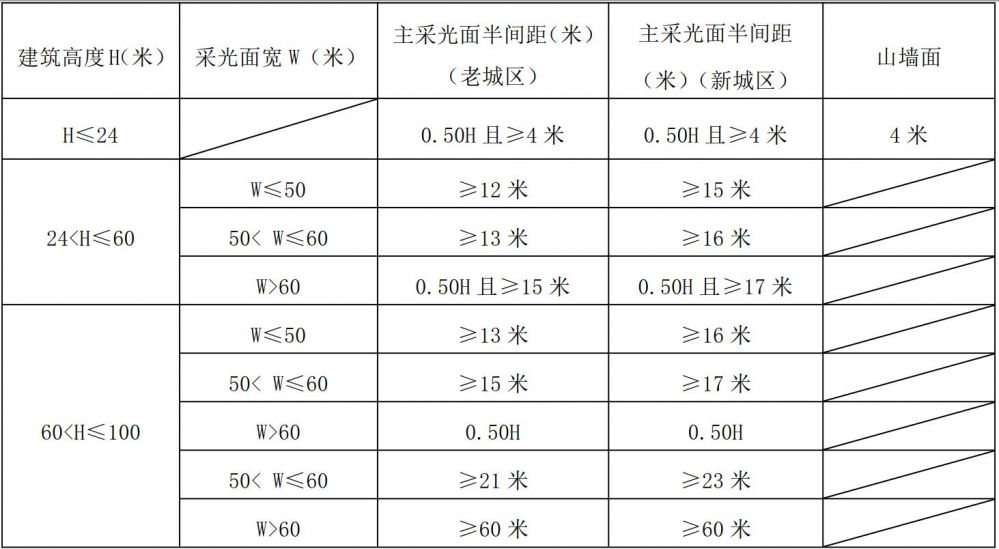 建筑高度H(米) 采光面宽W（米） 主采光面半间距(米)（老城区） 主采光面半间距（米）(新城区) 山墙面
H≤24 0.50H且≥4米 0.50H且≥4米 4米
24<H≤60 W≤50 ≥12米 ≥15米
50< W≤60 ≥13米 ≥16米
W>60 0.50H且≥15米 0.50H且≥17米
60<H≤100 W≤50 ≥13米 ≥16米
50< W≤60 ≥15米 ≥17米
W>60 0.50H 0.50H
50< W≤60 ≥21米 ≥23米
W>60 ≥60米 ≥60米